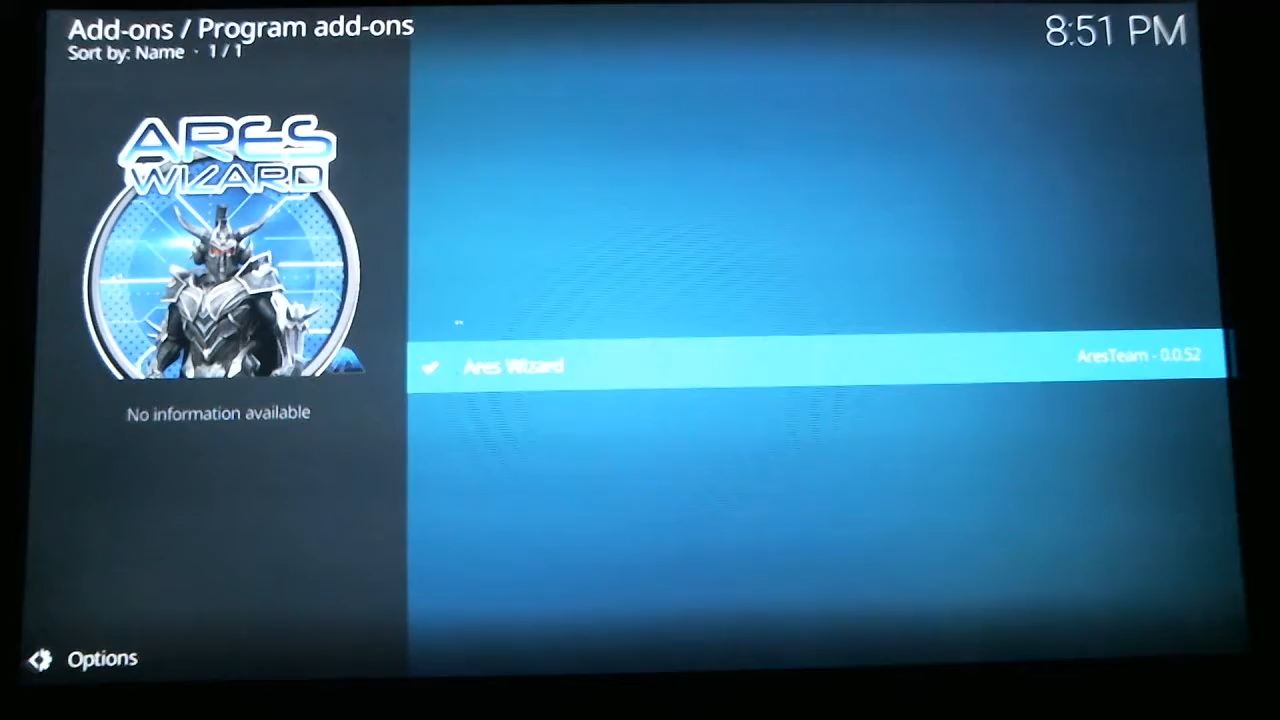 Add-ons / Program add-ons
Sort by: Name · 1 / 1
8:51 PM
ARES
WIZARD
..
Ares Wizard
AresTeam - 0.0.52
No information available
Options